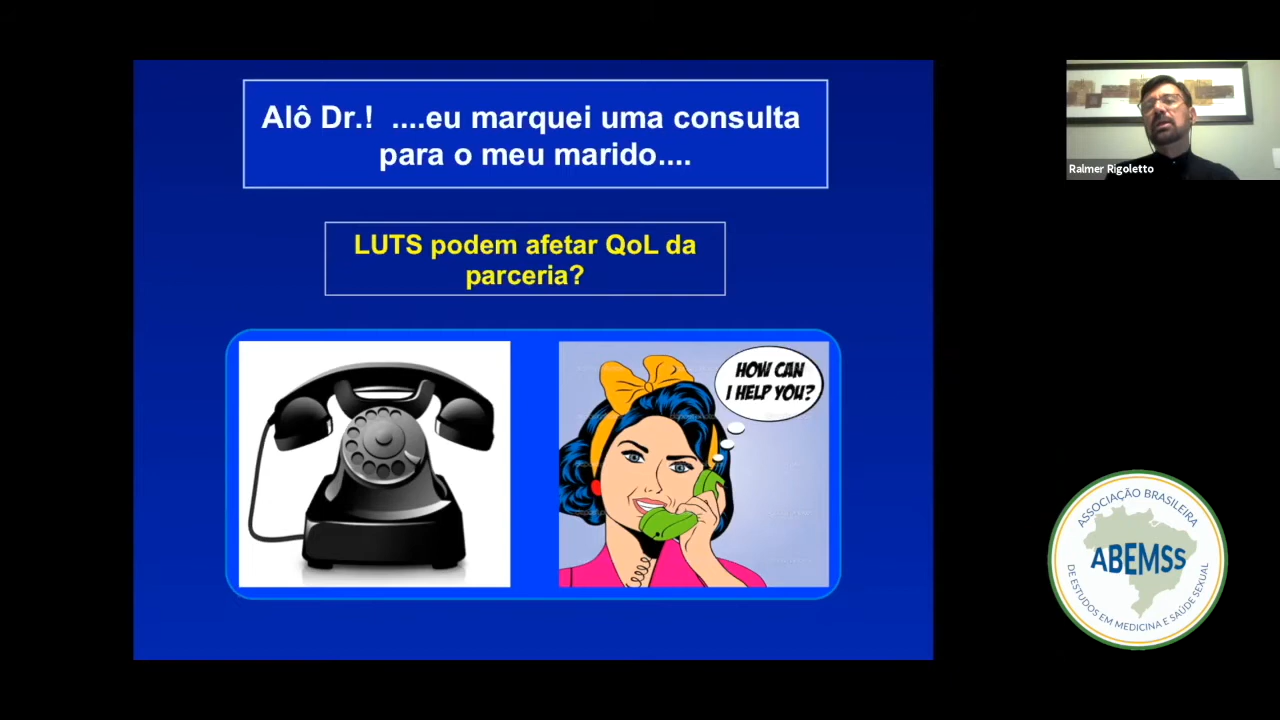 Alô Dr.! ....eu marquei uma consulta
para o meu marido....
LUTS podem afetar QoL da
parceria?
HOW CAN
I HELP YOU?
Ralmer Rigoletto
ASSOCIAÇÃO BRASILEIRA
ABEMSS
DE ESTUDOS EM MEDICINA E SAÚDE SEXUAL